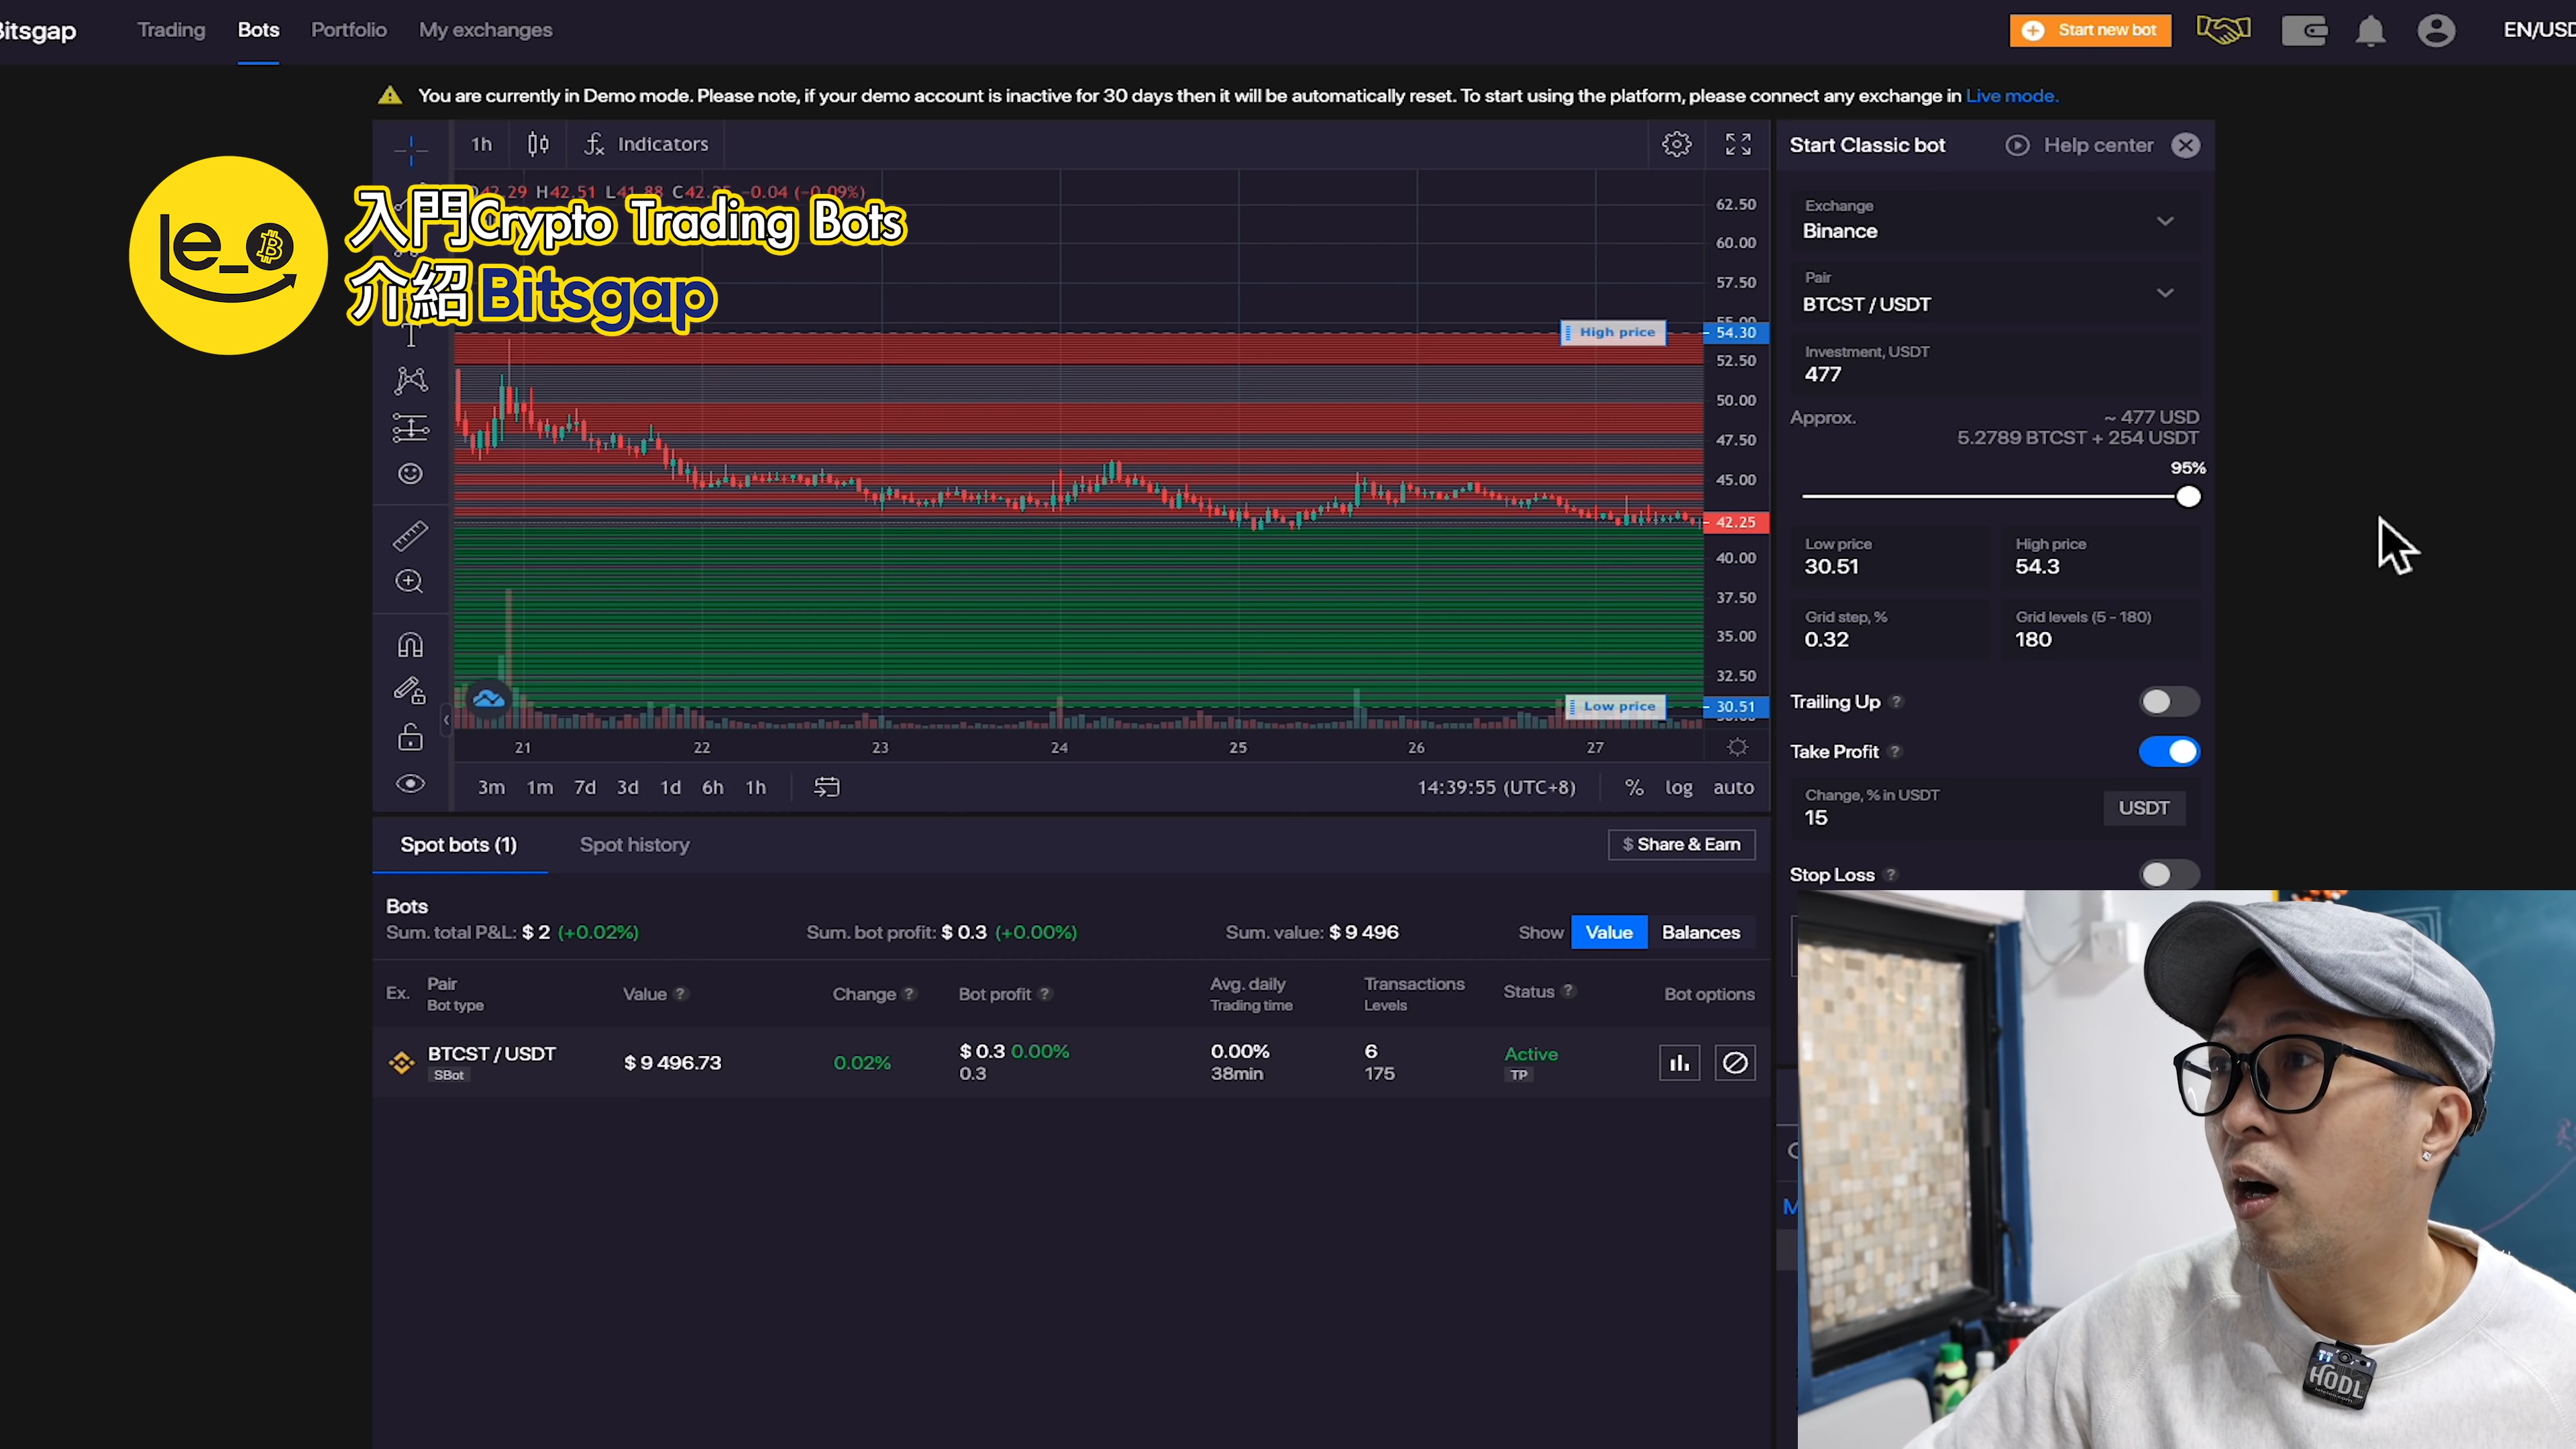 Bitsgap
Trading
Bots
Portfolio
My exchanges
Start new bot
EN/USD
You are currently in Demo mode. Please note, if your demo account is inactive for 30 days then it will be automatically reset. To start using the platform, please connect any exchange in Live mode.
1h
Indicators
Le_o
入門Crypto Trading Bots
介紹 Bitsgap
H42.51
−0.04 (−0.09%)
62.50
60.00
57.50
High price
54.30
52.50
50.00
47.50
45.00
42.25
40.00
37.50
35.00
32.50
Low price
30.51
21 22 23 24 25 26 27
3m 1m 7d 3d 1d 6h 1h
14:39:55 (UTC+8)
% log auto
Start Classic bot
Help center
Exchange
Binance
Pair
BTCST / USDT
Investment, USDT
477
Approx.
~ 477 USD
5.2789 BTCST + 254 USDT
95%
Low price
30.51
High price
54.3
Grid step, %
0.32
Grid levels (5 - 180)
180
Trailing Up ?
Take Profit ?
Change, % in USDT
15
USDT
Stop Loss ?
Spot bots (1)
Spot history
$ Share & Earn
Bots
Sum. total P&L: $ 2 (+0.02%)
Sum. bot profit: $ 0.3 (+0.00%)
Sum. value: $ 9 496
Show
Value
Balances
Ex.
Pair
Bot type
Value ?
Change ?
Bot profit ?
Avg. daily
Trading time
Transactions
Levels
Status ?
Bot options
BTCST / USDT
SBot
$ 9 496.73
0.02%
$ 0.3 0.00%
0.3
0.00%
38min
6
175
Active
TP
HODL